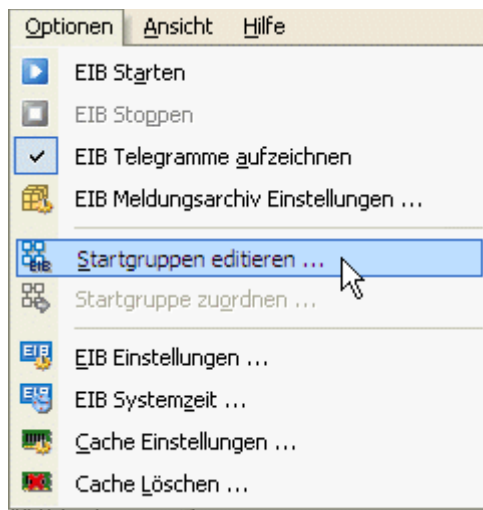 Optionen Ansicht Hilfe
EIB Starten
EIB Stoppen
EIB Telegramme aufzeichnen
EIB Meldungsarchiv Einstellungen ...
Startgruppen editieren ...
Startgruppe zuordnen ...
EIB Einstellungen ...
EIB Systemzeit ...
Cache Einstellungen ...
Cache Löschen ...